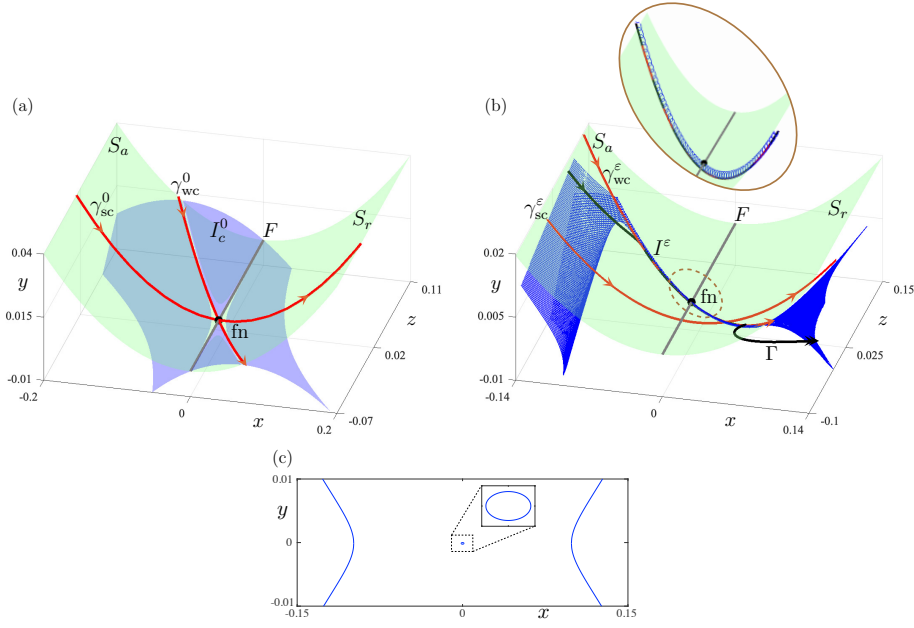 (a)
S_a
γ_sc^0
γ_wc^0
I_c^0
F
S_r
fn
0.04
y
0.015
-0.01
-0.2
0
x
0.2
-0.07
0.02
z
0.11
(b)
S_a
γ_wc^ε
γ_sc^ε
I^ε
F
S_r
fn
Γ
0.02
y
0.005
-0.01
-0.14
0
x
0.14
-0.1
0.025
z
0.15
(c)
0.01
y
0
-0.01
-0.15
0
x
0.15